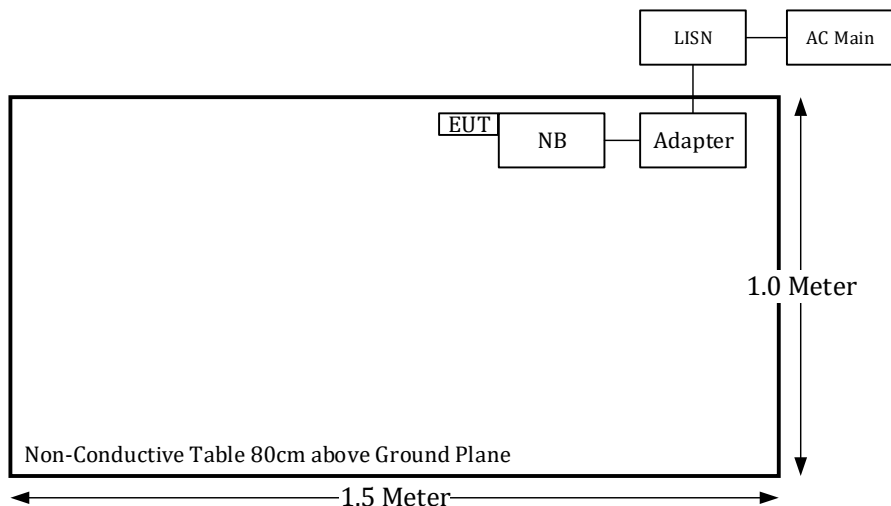 LISN
AC Main
EUT
NB
Adapter
1.0 Meter
Non-Conductive Table 80cm above Ground Plane
1.5 Meter